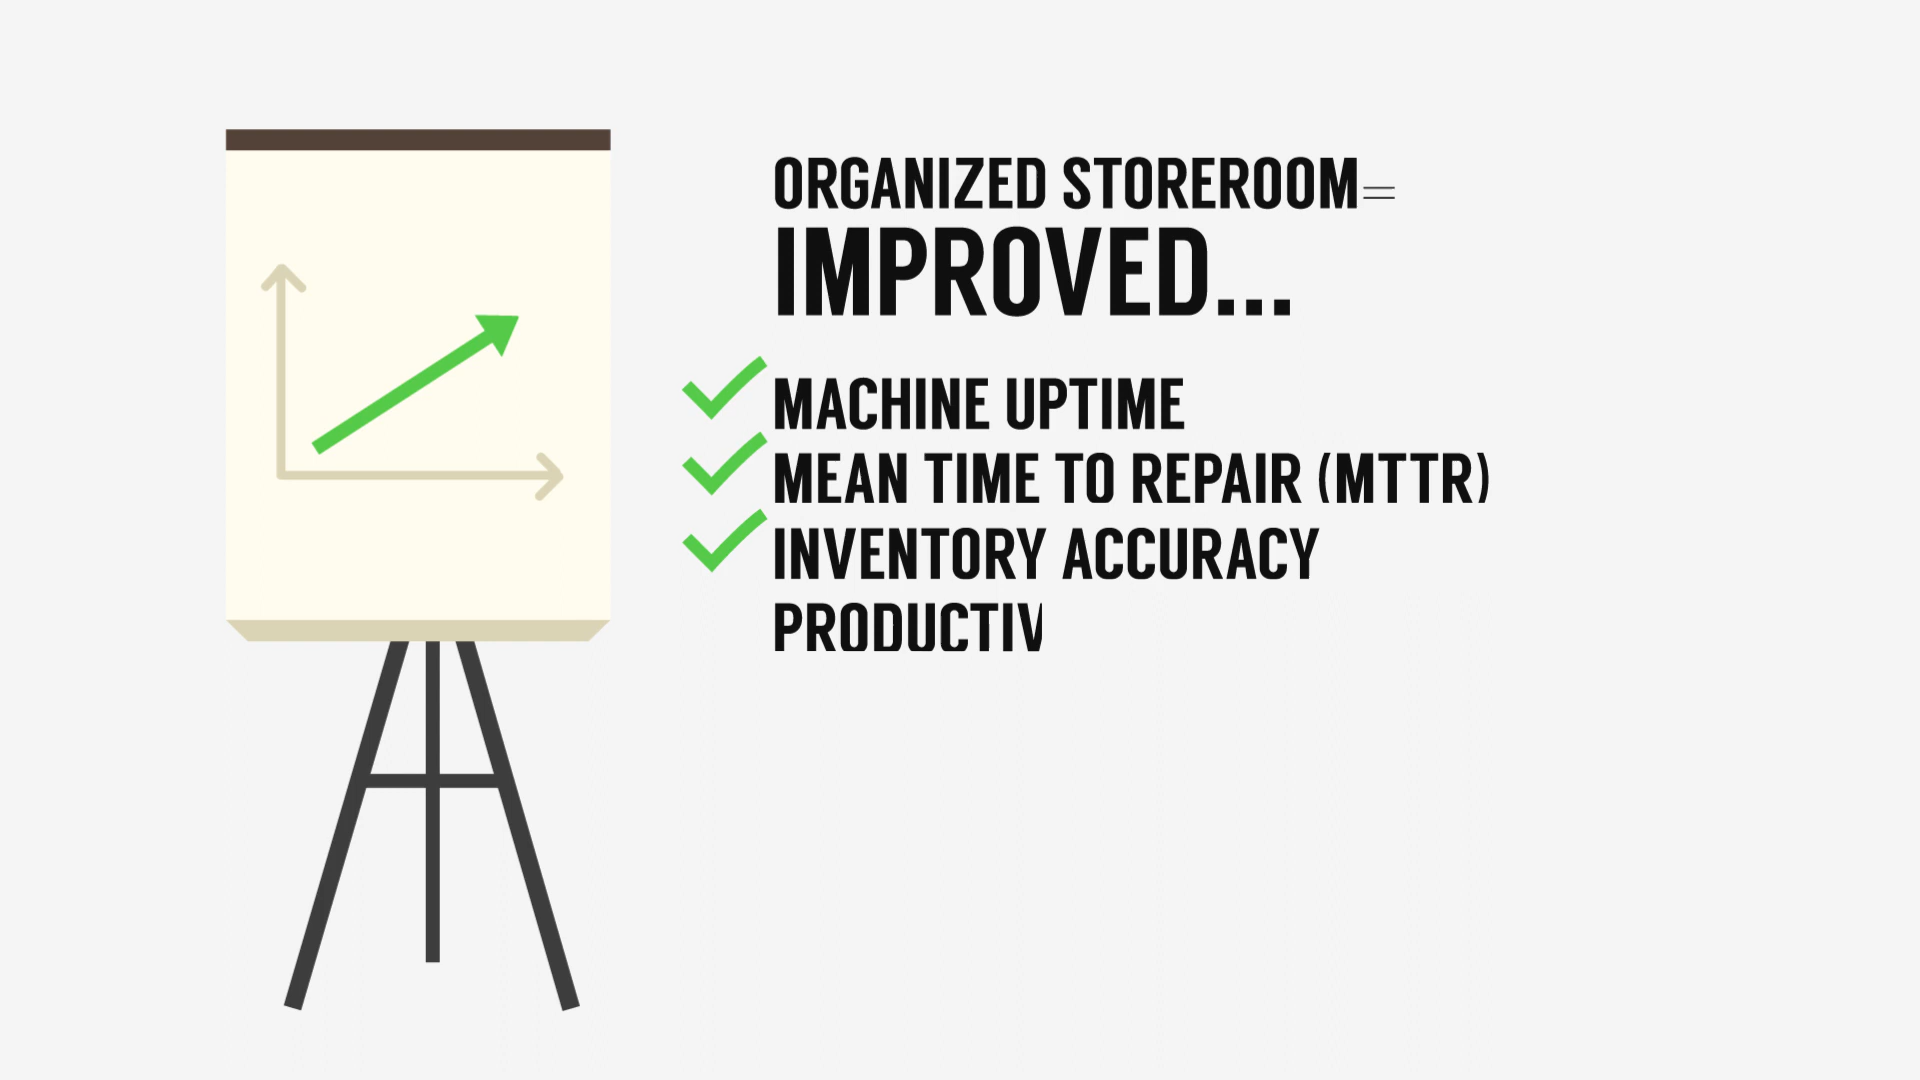 ORGANIZED STOREROOM=
IMPROVED...
MACHINE UPTIME
MEAN TIME TO REPAIR (MTTR)
INVENTORY ACCURACY
PRODUCTIV